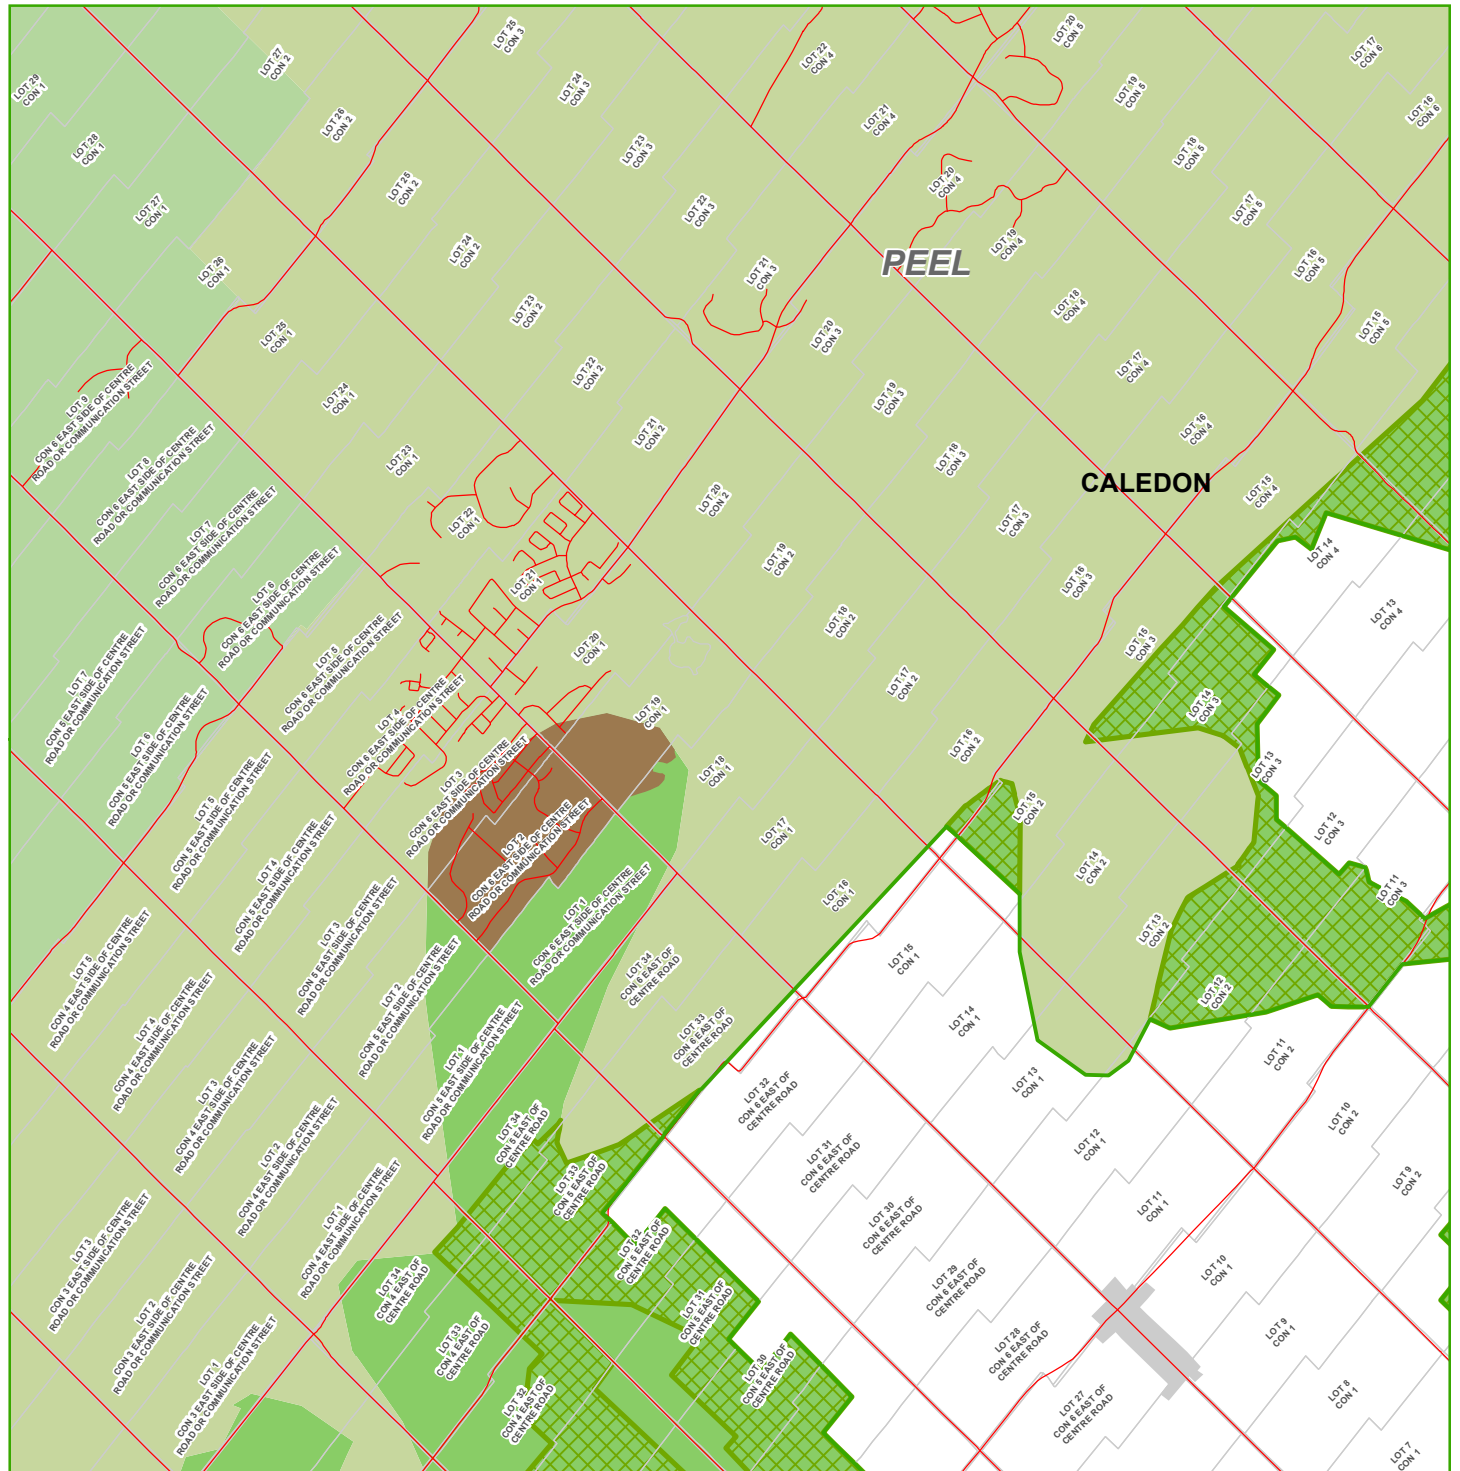 LOT 29
CON 1
LOT 28
CON 1
LOT 27
CON 1
LOT 26
CON 1
LOT 25
CON 1
LOT 24
CON 1
LOT 23
CON 1
LOT 22
CON 1
LOT 21
CON 1
LOT 20
CON 1
LOT 19
CON 1
LOT 18
CON 1
LOT 17
CON 1
LOT 16
CON 1
LOT 15
CON 1
LOT 14
CON 1
LOT 13
CON 1
LOT 12
CON 1
LOT 11
CON 1
LOT 10
CON 1
LOT 9
CON 1
LOT 8
CON 1
LOT 7
CON 1
LOT 27
CON 2
LOT 26
CON 2
LOT 25
CON 2
LOT 24
CON 2
LOT 23
CON 2
LOT 22
CON 2
LOT 21
CON 2
LOT 20
CON 2
LOT 19
CON 2
LOT 18
CON 2
LOT 17
CON 2
LOT 16
CON 2
LOT 15
CON 2
LOT 14
CON 2
LOT 13
CON 2
LOT 12
CON 2
LOT 11
CON 2
LOT 10
CON 2
LOT 9
CON 2
LOT 25
CON 3
LOT 24
CON 3
LOT 23
CON 3
LOT 22
CON 3
LOT 21
CON 3
LOT 20
CON 3
LOT 19
CON 3
LOT 18
CON 3
LOT 17
CON 3
LOT 16
CON 3
LOT 15
CON 3
LOT 14
CON 3
LOT 13
CON 3
LOT 12
CON 3
LOT 11
CON 3
LOT 22
CON 4
LOT 21
CON 4
LOT 20
CON 4
LOT 19
CON 4
LOT 18
CON 4
LOT 17
CON 4
LOT 16
CON 4
LOT 15
CON 4
LOT 14
CON 4
LOT 13
CON 4
LOT 20
CON 5
LOT 19
CON 5
LOT 18
CON 5
LOT 17
CON 5
LOT 16
CON 5
LOT 15
CON 5
LOT 17
CON 6
LOT 16
CON 6
PEEL
CALEDON
LOT 9
CON 6 EAST SIDE OF CENTRE
ROAD OR COMMUNICATION STREET
LOT 8
CON 6 EAST SIDE OF CENTRE
ROAD OR COMMUNICATION STREET
LOT 7
CON 6 EAST SIDE OF CENTRE
ROAD OR COMMUNICATION STREET
LOT 6
CON 6 EAST SIDE OF CENTRE
ROAD OR COMMUNICATION STREET
LOT 5
CON 6 EAST SIDE OF CENTRE
ROAD OR COMMUNICATION STREET
LOT 4
CON 6 EAST SIDE OF CENTRE
ROAD OR COMMUNICATION STREET
LOT 3
CON 6 EAST SIDE OF CENTRE
ROAD OR COMMUNICATION STREET
LOT 2
CON 6 EAST SIDE OF CENTRE
ROAD OR COMMUNICATION STREET
LOT 1
CON 6 EAST SIDE OF CENTRE
ROAD OR COMMUNICATION STREET
LOT 34
CON 6 EAST OF
CENTRE ROAD
LOT 33
CON 6 EAST OF
CENTRE ROAD
LOT 32
CON 6 EAST OF
CENTRE ROAD
LOT 31
CON 6 EAST OF
CENTRE ROAD
LOT 30
CON 6 EAST OF
CENTRE ROAD
LOT 29
CON 6 EAST OF
CENTRE ROAD
LOT 28
CON 6 EAST OF
CENTRE ROAD
LOT 27
CON 6 EAST OF
CENTRE ROAD
LOT 7
CON 5 EAST SIDE OF CENTRE
ROAD OR COMMUNICATION STREET
LOT 6
CON 5 EAST SIDE OF CENTRE
ROAD OR COMMUNICATION STREET
LOT 5
CON 5 EAST SIDE OF CENTRE
ROAD OR COMMUNICATION STREET
LOT 4
CON 5 EAST SIDE OF CENTRE
ROAD OR COMMUNICATION STREET
LOT 3
CON 5 EAST SIDE OF CENTRE
ROAD OR COMMUNICATION STREET
LOT 2
CON 5 EAST SIDE OF CENTRE
ROAD OR COMMUNICATION STREET
LOT 1
CON 5 EAST SIDE OF CENTRE
ROAD OR COMMUNICATION STREET
LOT 34
CON 5 EAST OF
CENTRE ROAD
LOT 33
CON 5 EAST OF
CENTRE ROAD
LOT 32
CON 5 EAST OF
CENTRE ROAD
LOT 31
CON 5 EAST OF
CENTRE ROAD
LOT 30
CON 5 EAST OF
CENTRE ROAD
LOT 5
CON 4 EAST SIDE OF CENTRE
ROAD OR COMMUNICATION STREET
LOT 4
CON 4 EAST SIDE OF CENTRE
ROAD OR COMMUNICATION STREET
LOT 3
CON 4 EAST SIDE OF CENTRE
ROAD OR COMMUNICATION STREET
LOT 2
CON 4 EAST SIDE OF CENTRE
ROAD OR COMMUNICATION STREET
LOT 1
CON 4 EAST SIDE OF CENTRE
ROAD OR COMMUNICATION STREET
LOT 34
CON 4 EAST OF
CENTRE ROAD
LOT 33
CON 4 EAST OF
CENTRE ROAD
LOT 32
CON 4 EAST OF
CENTRE ROAD
LOT 3
CON 3 EAST SIDE OF CENTRE
ROAD OR COMMUNICATION STREET
LOT 2
CON 3 EAST SIDE OF CENTRE
ROAD OR COMMUNICATION STREET
LOT 1
CON 3 EAST SIDE OF CENTRE
ROAD OR COMMUNICATION STREET